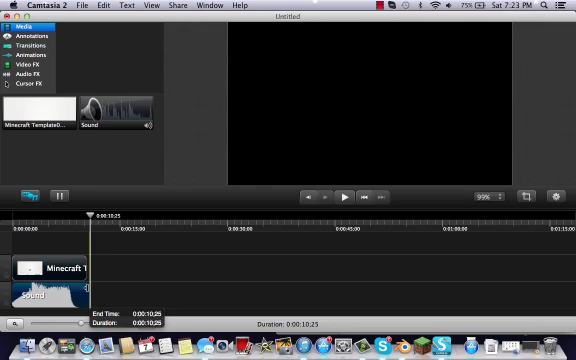 Camtasia 2 File Edit Text View Share Window Help 75% Sat 7:23 PM
Untitled
Media
Annotations
Transitions
Animations
Video FX
Audio FX
Cursor FX
Minecraft Template0... Sound
99%
0:00:10;25
0:00:00;00 0:00:15;00 0:00:30;00 0:00:45;00 0:01:00;00 0:01:15;00
Minecraft T
Sound
End Time: 0:00:10;25
Duration: 0:00:10;25
Duration: 0:00:10;25